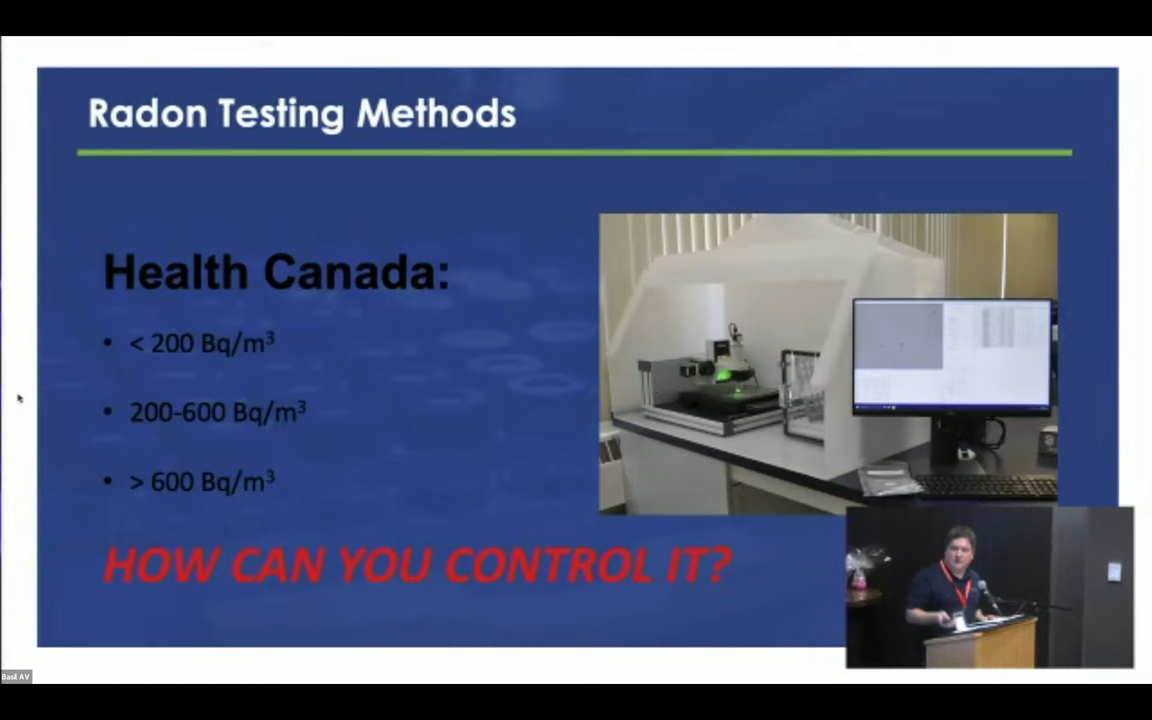 Radon Testing Methods
Health Canada:
• < 200 Bq/m³
• 200-600 Bq/m³
• > 600 Bq/m³
HOW CAN YOU CONTROL IT?
Basil AV